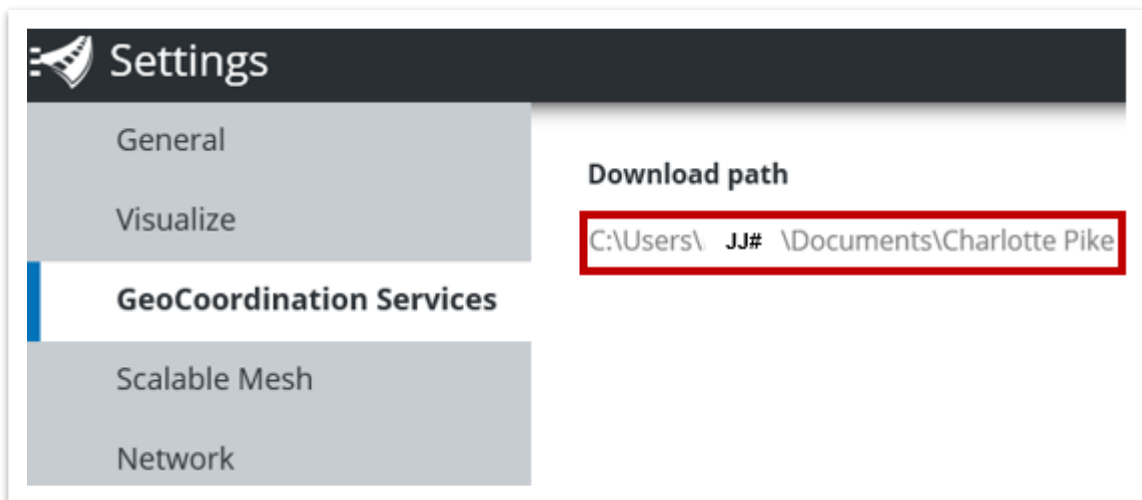 Settings
General
Visualize
GeoCoordination Services
Scalable Mesh
Network
Download path
C:\Users\ JJ# \Documents\Charlotte Pike